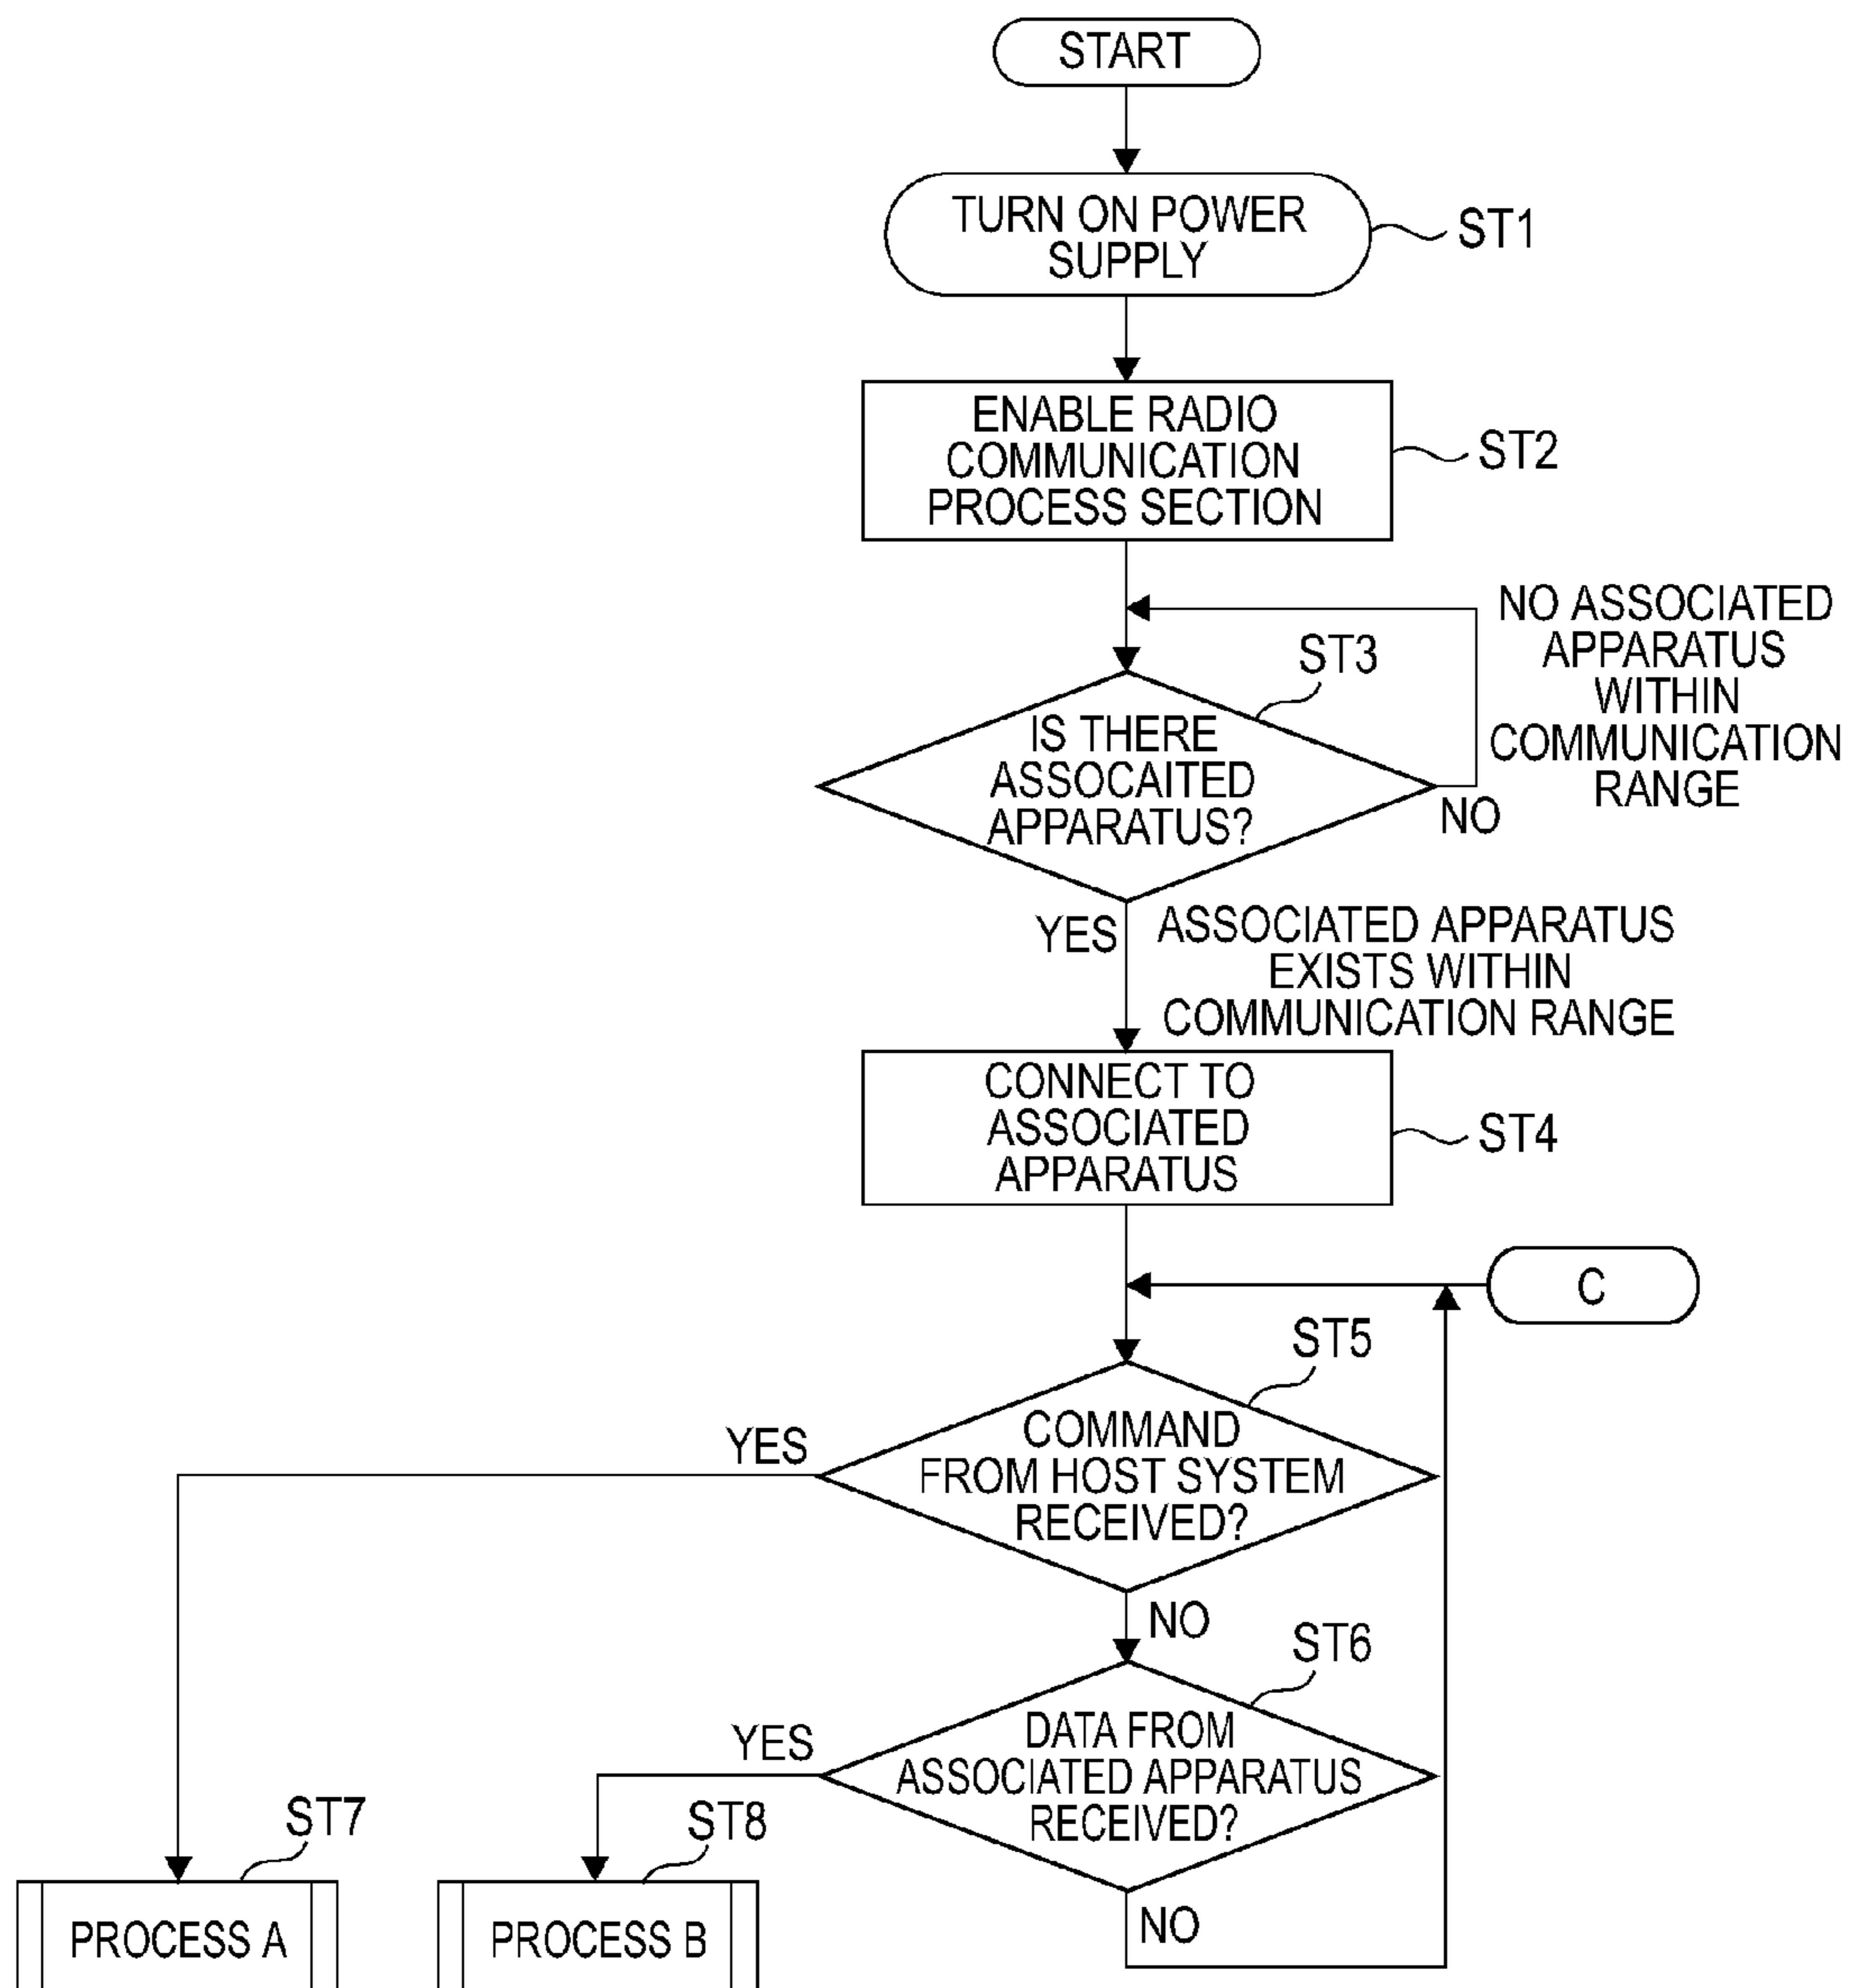 START
TURN ON POWER
SUPPLY
ST1
ENABLE RADIO
COMMUNICATION
PROCESS SECTION
ST2
NO ASSOCIATED
APPARATUS
WITHIN
COMMUNICATION
RANGE
ST3
IS THERE
ASSOCAITED
APPARATUS?
NO
YES
ASSOCIATED APPARATUS
EXISTS WITHIN
COMMUNICATION RANGE
CONNECT TO
ASSOCIATED
APPARATUS
ST4
C
ST5
COMMAND
FROM HOST SYSTEM
RECEIVED?
YES
NO
ST6
DATA FROM
ASSOCIATED APPARATUS
RECEIVED?
YES
NO
ST7
ST8
PROCESS A
PROCESS B